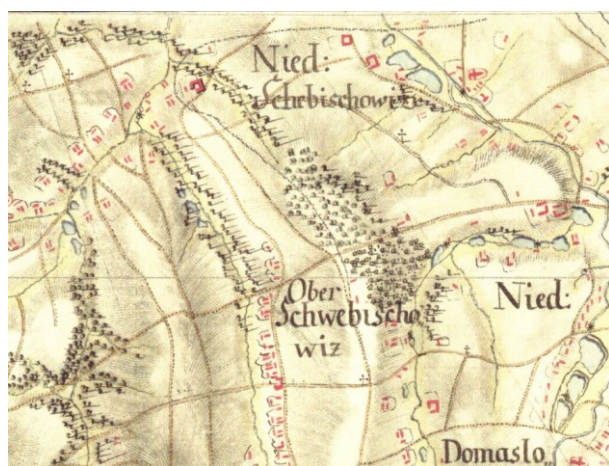 Nied:
Schebischowitz
Ober
Schwebischo
wiz
Nied:
Domaslo